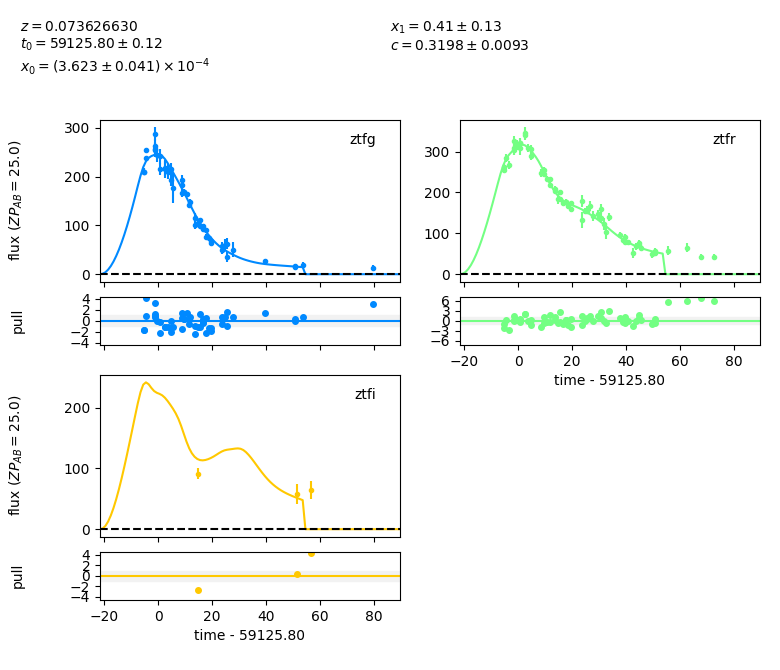 z = 0.073626630
t₀ = 59125.80 ± 0.12
x₀ = (3.623 ± 0.041) × 10⁻⁴
x₁ = 0.41 ± 0.13
c = 0.3198 ± 0.0093
flux (ZP_AB = 25.0)
300
200
100
0
ztfg
4
2
0
−2
−4
pull
300
200
100
0
ztfr
6
3
0
−3
−6
−20 0 20 40 60 80
time - 59125.80
flux (ZP_AB = 25.0)
200
100
0
ztfi
4
2
0
−2
−4
pull
−20 0 20 40 60 80
time - 59125.80